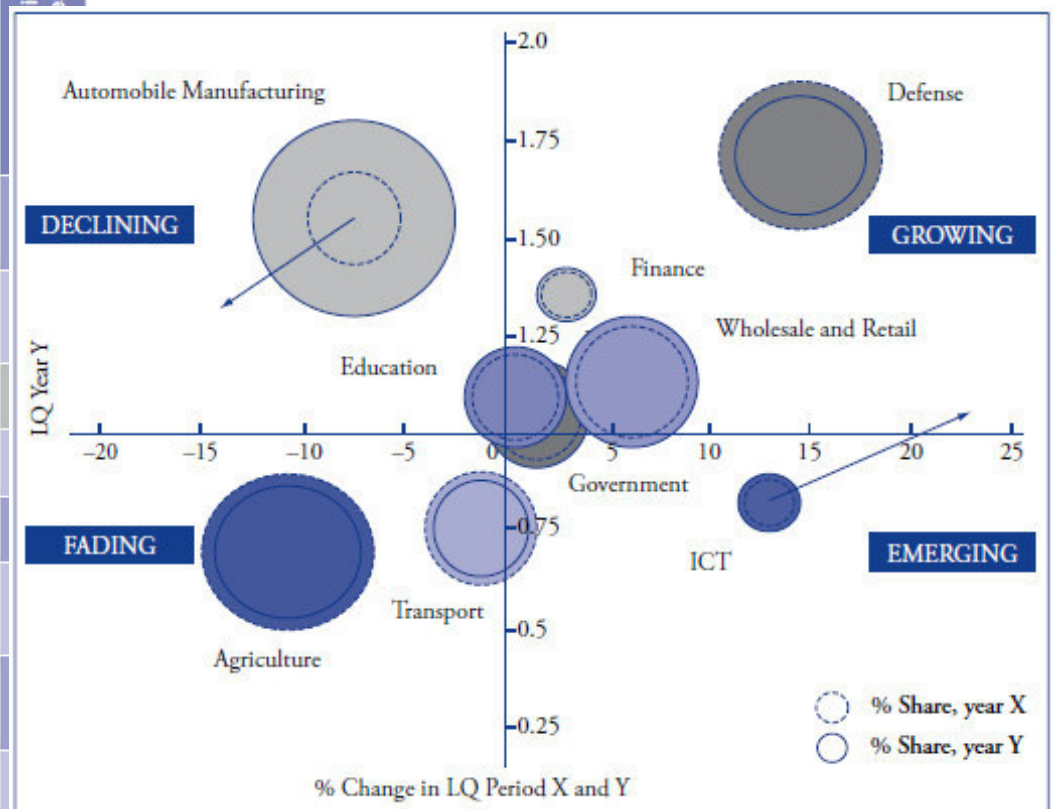 2.0
Automobile Manufacturing
Defense
1.75
DECLINING
1.50
GROWING
Finance
1.25
Wholesale and Retail
Education
LQ Year Y
–20
–15
–10
–5
0
5
10
15
20
25
Government
0.75
FADING
ICT
EMERGING
Transport
0.5
Agriculture
% Share, year X
0.25
% Share, year Y
% Change in LQ Period X and Y